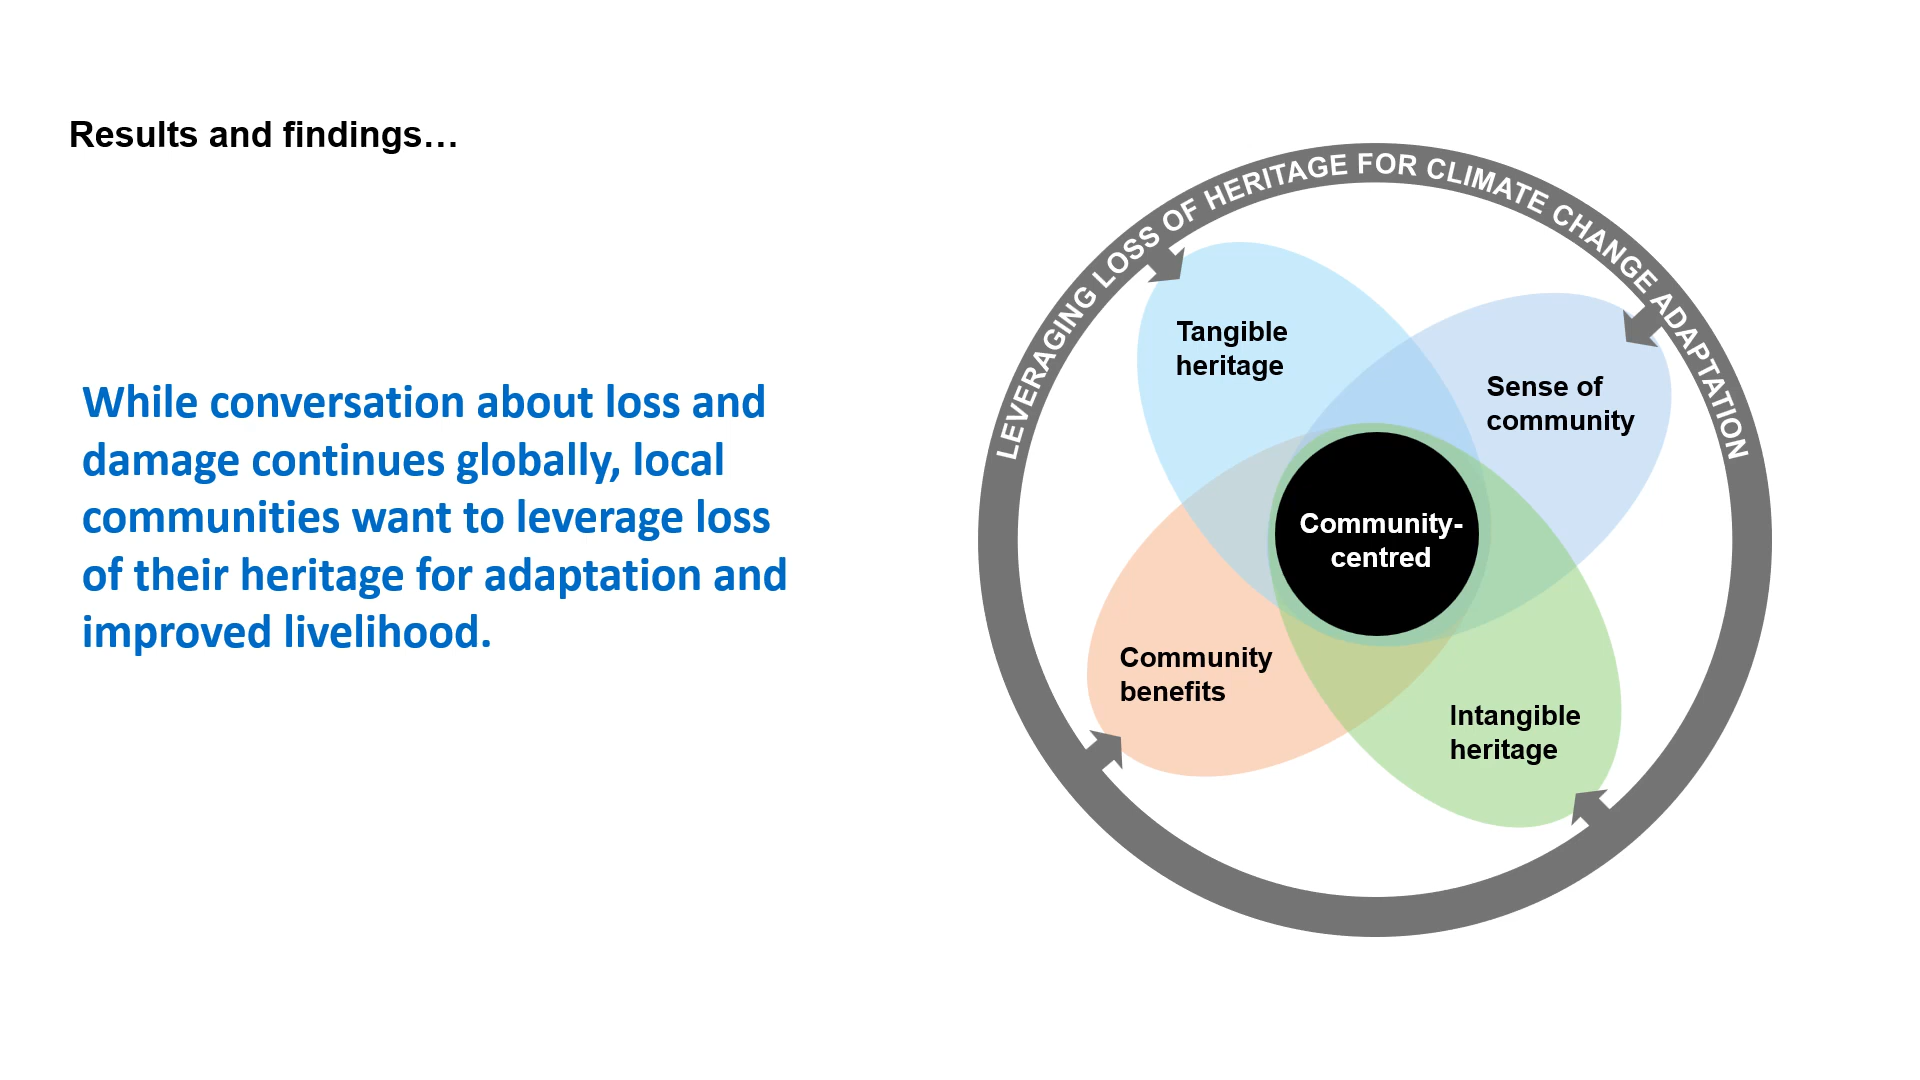 Results and findings…
While conversation about loss and
damage continues globally, local
communities want to leverage loss
of their heritage for adaptation and
improved livelihood.
LEVERAGING LOSS OF HERITAGE FOR CLIMATE CHANGE ADAPTATION
Tangible
heritage
Sense of
community
Community-
centred
Community
benefits
Intangible
heritage